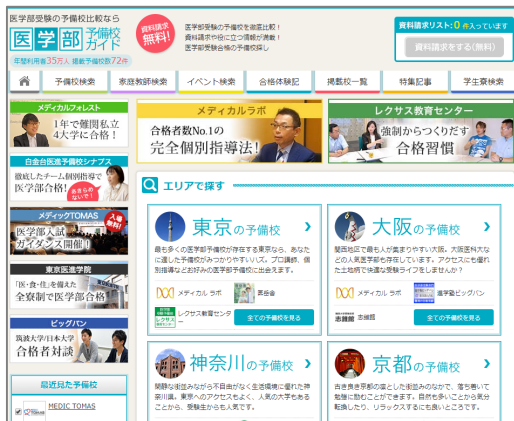 医学部受験の予備校比較なら
医学部予備校ガイド
年間利用者35万人 掲載予備校数72件
資料請求無料!
医学部受験の予備校を徹底比較!
資料請求や役に立つ情報が満載!
医学部受験合格の予備校探し
資料請求リスト:0件入っています
資料請求をする(無料)
予備校検索
家庭教師検索
イベント検索
合格体験記
掲載校一覧
特集記事
学生寮検索
メディカルフォレスト
1年で難関私立
4大学に合格!
白金台医進予備校シナプス
徹底したチーム個別指導で
医学部合格!
あきらめないで!
メディックTOMAS
入場無料!
医学部入試
ガイダンス開催!
東京医進学院
「医・食・住」を備えた
全寮制で医学部合格
ビッグバン
筑波大学/日本大学
合格者対談
最近見た予備校
MEDIC TOMAS
メディカルラボ
合格者数No.1の
完全個別指導法!
レクサス教育センター
強制からつくりだす
合格習慣
エリアで探す
東京の予備校
最も多くの医学部予備校が存在する東京なら、あなた
に適した予備校がみつかりやすいハズ。プロ講師、個
別指導などお好みの医学部予備校に出会えます。
メディカル ラボ
レクサス教育センター
全ての予備校を見る
大阪の予備校
関西地区で最も人が集まりやすい大阪。大阪医科大な
どの人気医学部も存在しています。アクセスにも優れ
た土地柄で快適な受験ライフをしませんか?
メディカル ラボ
進学塾ビッグバン
志鏡館
全ての予備校を見る
神奈川の予備校
閑静な街並みながら不自由がなく生活環境に優れた神
奈川県。東京へのアクセスもよく、人気の大学もある
ことから、受験生からも人気です。
京都の予備校
古き良き京都の凛とした街並みのなかで、落ち着いて
勉強に励むことができます。自然も多いことから気分
転換したり、リラックスするにも良いところです。